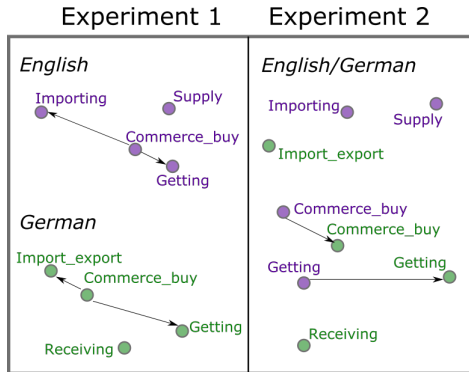 Experiment 1
Experiment 2
English
Importing
Supply
Commerce_buy
Getting
German
Import_export
Commerce_buy
Getting
Receiving
English/German
Importing
Supply
Import_export
Commerce_buy
Commerce_buy
Getting
Getting
Receiving